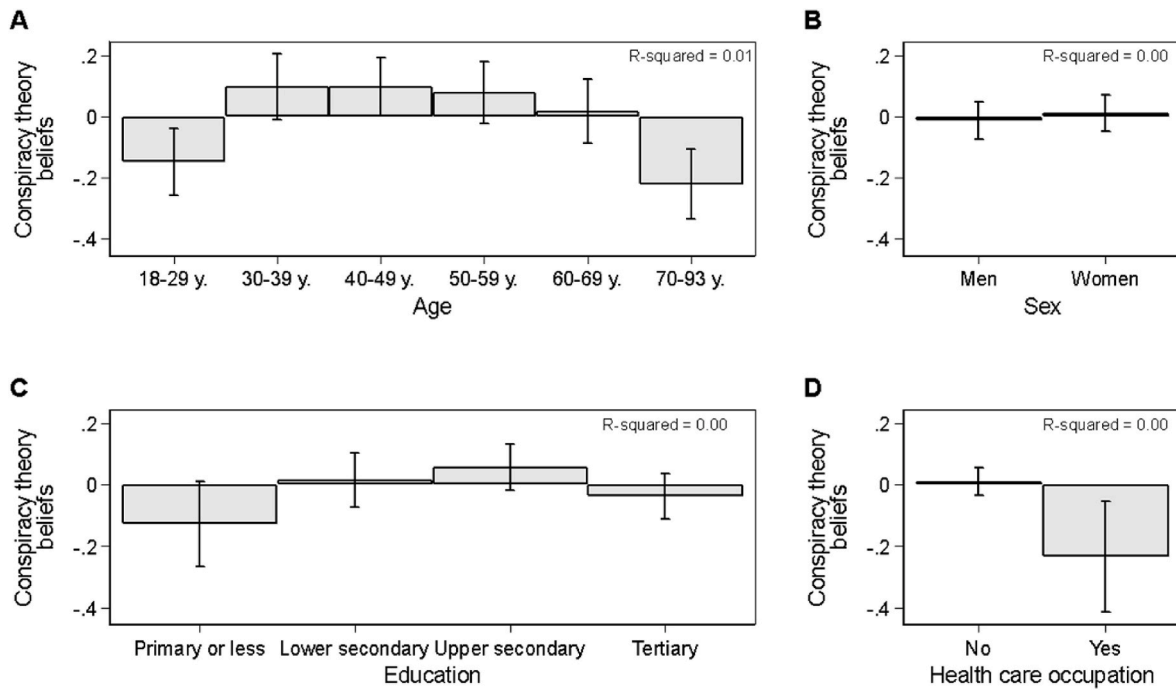 A
Conspiracy theory
beliefs
.2
0
-.2
-.4
R-squared = 0.01
18-29 y. 30-39 y. 40-49 y. 50-59 y. 60-69 y. 70-93 y.
Age
B
Conspiracy theory
beliefs
.2
0
-.2
-.4
R-squared = 0.00
Men Women
Sex
C
Conspiracy theory
beliefs
.2
0
-.2
-.4
R-squared = 0.00
Primary or less Lower secondary Upper secondary Tertiary
Education
D
Conspiracy theory
beliefs
.2
0
-.2
-.4
R-squared = 0.00
No Yes
Health care occupation